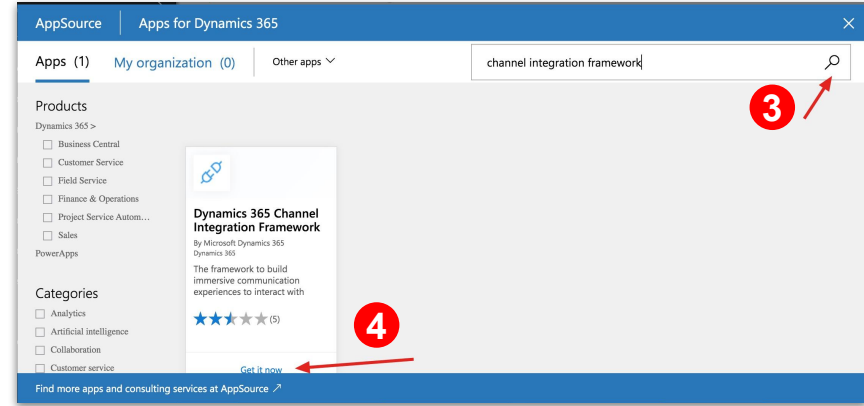 AppSource
Apps for Dynamics 365
Apps (1)
My organization (0)
Other apps
channel integration framework
3
Products
Dynamics 365 >
Business Central
Customer Service
Field Service
Finance & Operations
Project Service Autom...
Sales
PowerApps
Categories
Analytics
Artificial intelligence
Collaboration
Customer service
Dynamics 365 Channel
Integration Framework
By Microsoft Dynamics 365
Dynamics 365
The framework to build
immersive communication
experiences to interact with
(5)
4
Get it now
Find more apps and consulting services at AppSource